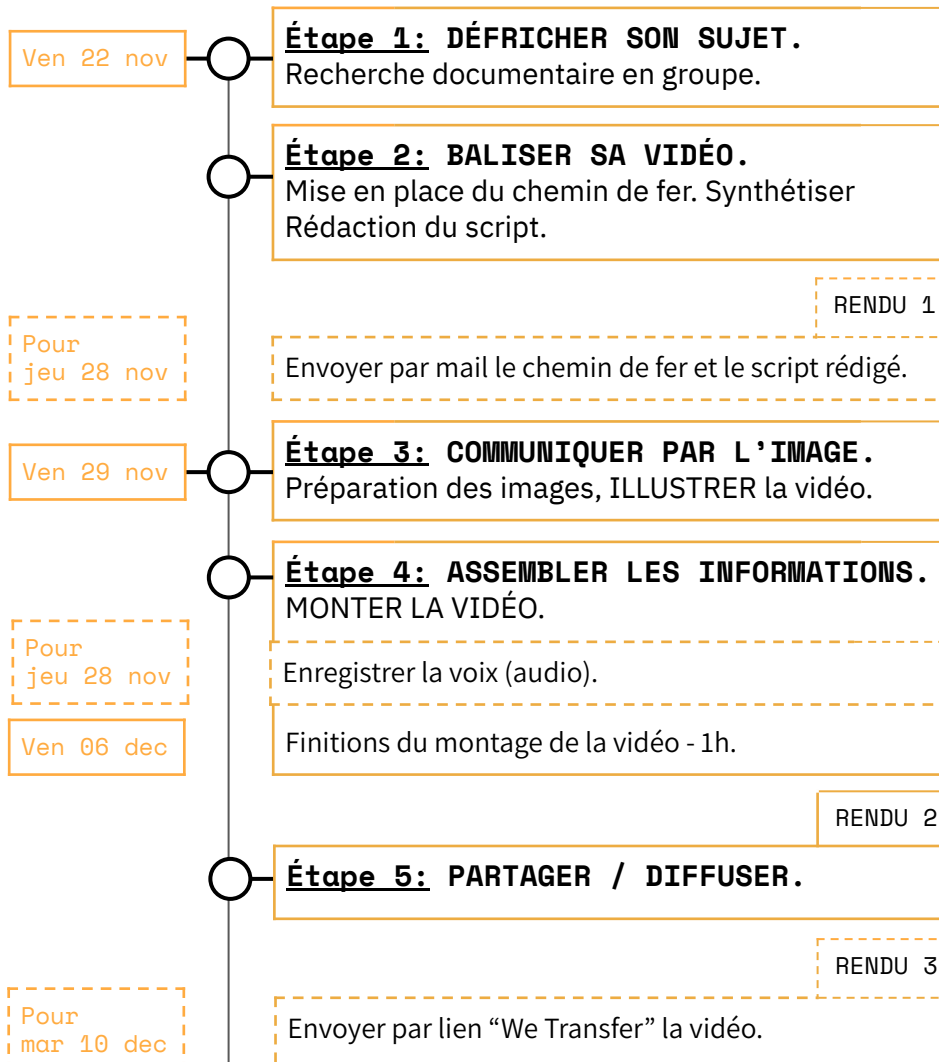 Ven 22 nov
Étape 1: DÉFRICHER SON SUJET.
Recherche documentaire en groupe.
Étape 2: BALISER SA VIDÉO.
Mise en place du chemin de fer. Synthétiser
Rédaction du script.
RENDU 1
Pour
jeu 28 nov
Envoyer par mail le chemin de fer et le script rédigé.
Ven 29 nov
Étape 3: COMMUNIQUER PAR L'IMAGE.
Préparation des images, ILLUSTRER la vidéo.
Étape 4: ASSEMBLER LES INFORMATIONS.
MONTER LA VIDÉO.
Pour
jeu 28 nov
Enregistrer la voix (audio).
Ven 06 dec
Finitions du montage de la vidéo - 1h.
RENDU 2
Étape 5: PARTAGER / DIFFUSER.
RENDU 3
Pour
mar 10 dec
Envoyer par lien “We Transfer” la vidéo.